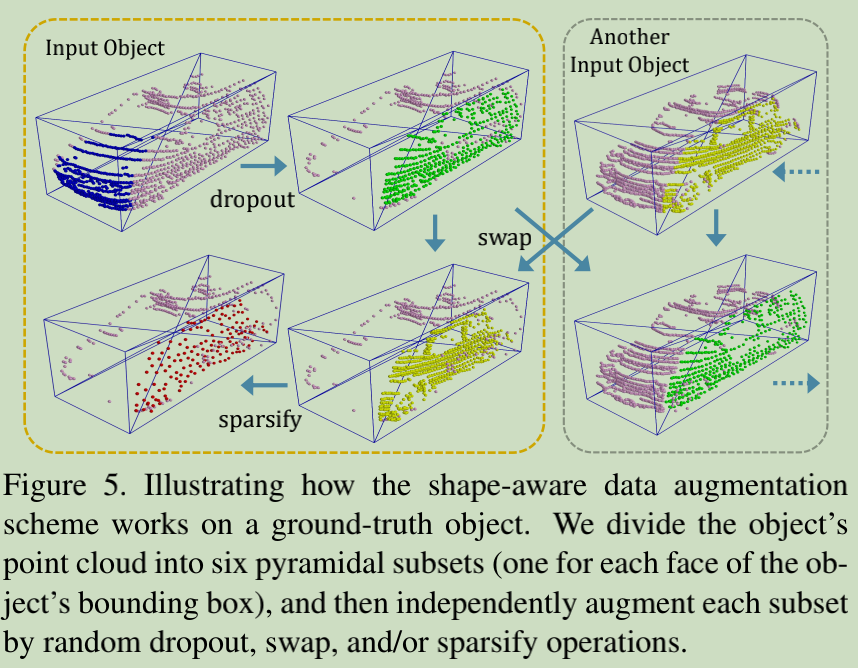 Input Object
Another
Input Object
dropout
swap
sparsify
Figure 5. Illustrating how the shape-aware data augmentation
scheme works on a ground-truth object. We divide the object's
point cloud into six pyramidal subsets (one for each face of the ob-
ject's bounding box), and then independently augment each subset
by random dropout, swap, and/or sparsify operations.